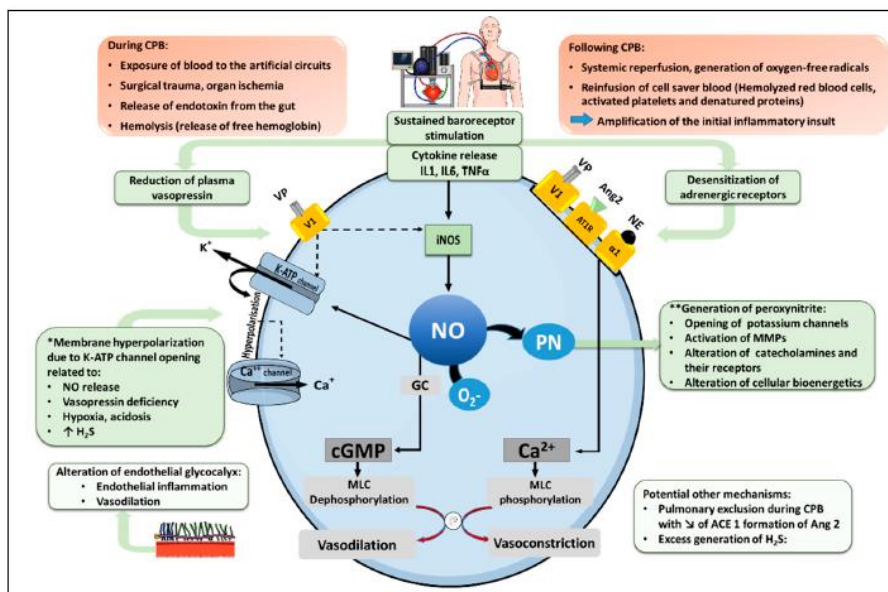 During CPB:
• Exposure of blood to the artificial circuits
• Surgical trauma, organ ischemia
• Release of endotoxin from the gut
• Hemolysis (release of free hemoglobin)
Following CPB:
• Systemic reperfusion, generation of oxygen-free radicals
• Reinfusion of cell saver blood (Hemolyzed red blood cells,
activated platelets and denatured proteins)
Amplification of the initial inflammatory insult
Sustained baroreceptor
stimulation
Cytokine release
IL1, IL6, TNFα
Reduction of plasma
vasopressin
Desensitization of
adrenergic receptors
Vp
V1
Vp
V1
Ang2
AT1R
NE
α1
iNOS
K⁺
K-ATP channel
Hyperpolarisation
Ca⁺⁺ channel
Ca⁺
NO
PN
O₂-
GC
*Membrane hyperpolarization
due to K-ATP channel opening
related to:
• NO release
• Vasopressin deficiency
• Hypoxia, acidosis
• ↑ H₂S
**Generation of peroxynitrite:
• Opening of potassium channels
• Activation of MMPs
• Alteration of catecholamines and
their receptors
• Alteration of cellular bioenergetics
cGMP
Ca²⁺
MLC
Dephosphorylation
MLC
phosphorylation
Vasodilation
Vasoconstriction
Alteration of endothelial glycocalyx:
• Endothelial inflammation
• Vasodilation
Potential other mechanisms:
• Pulmonary exclusion during CPB
with ↘ of ACE 1 formation of Ang 2
• Excess generation of H₂S: